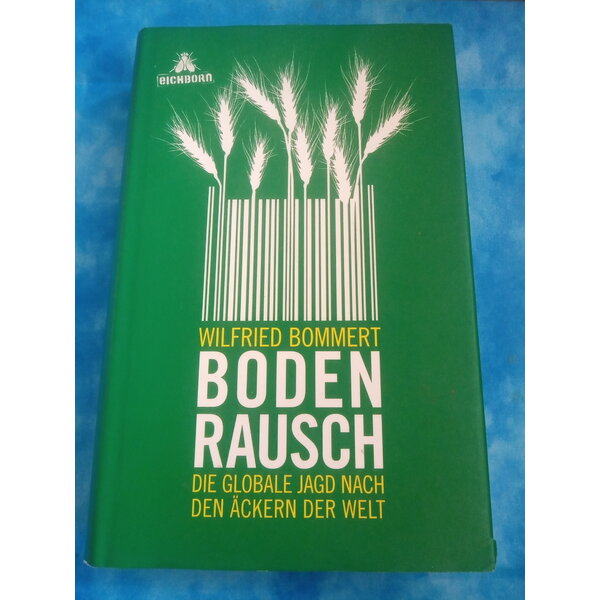 eichborn
WILFRIED BOMMERT
BODEN
RAUSCH
DIE GLOBALE JAGD NACH
DEN ÄCKERN DER WELT